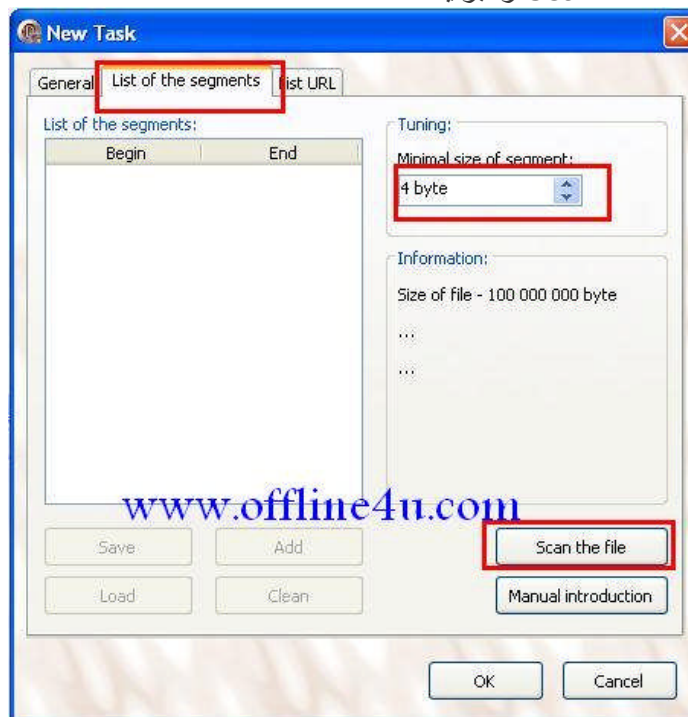 New Task
General
List of the segments
List URL
List of the segments:
Begin End
Tuning:
Minimal size of segment:
4 byte
Information:
Size of file - 100 000 000 byte
...
...
www.offline4u.com
Save Add
Scan the file
Load Clean
Manual introduction
OK Cancel